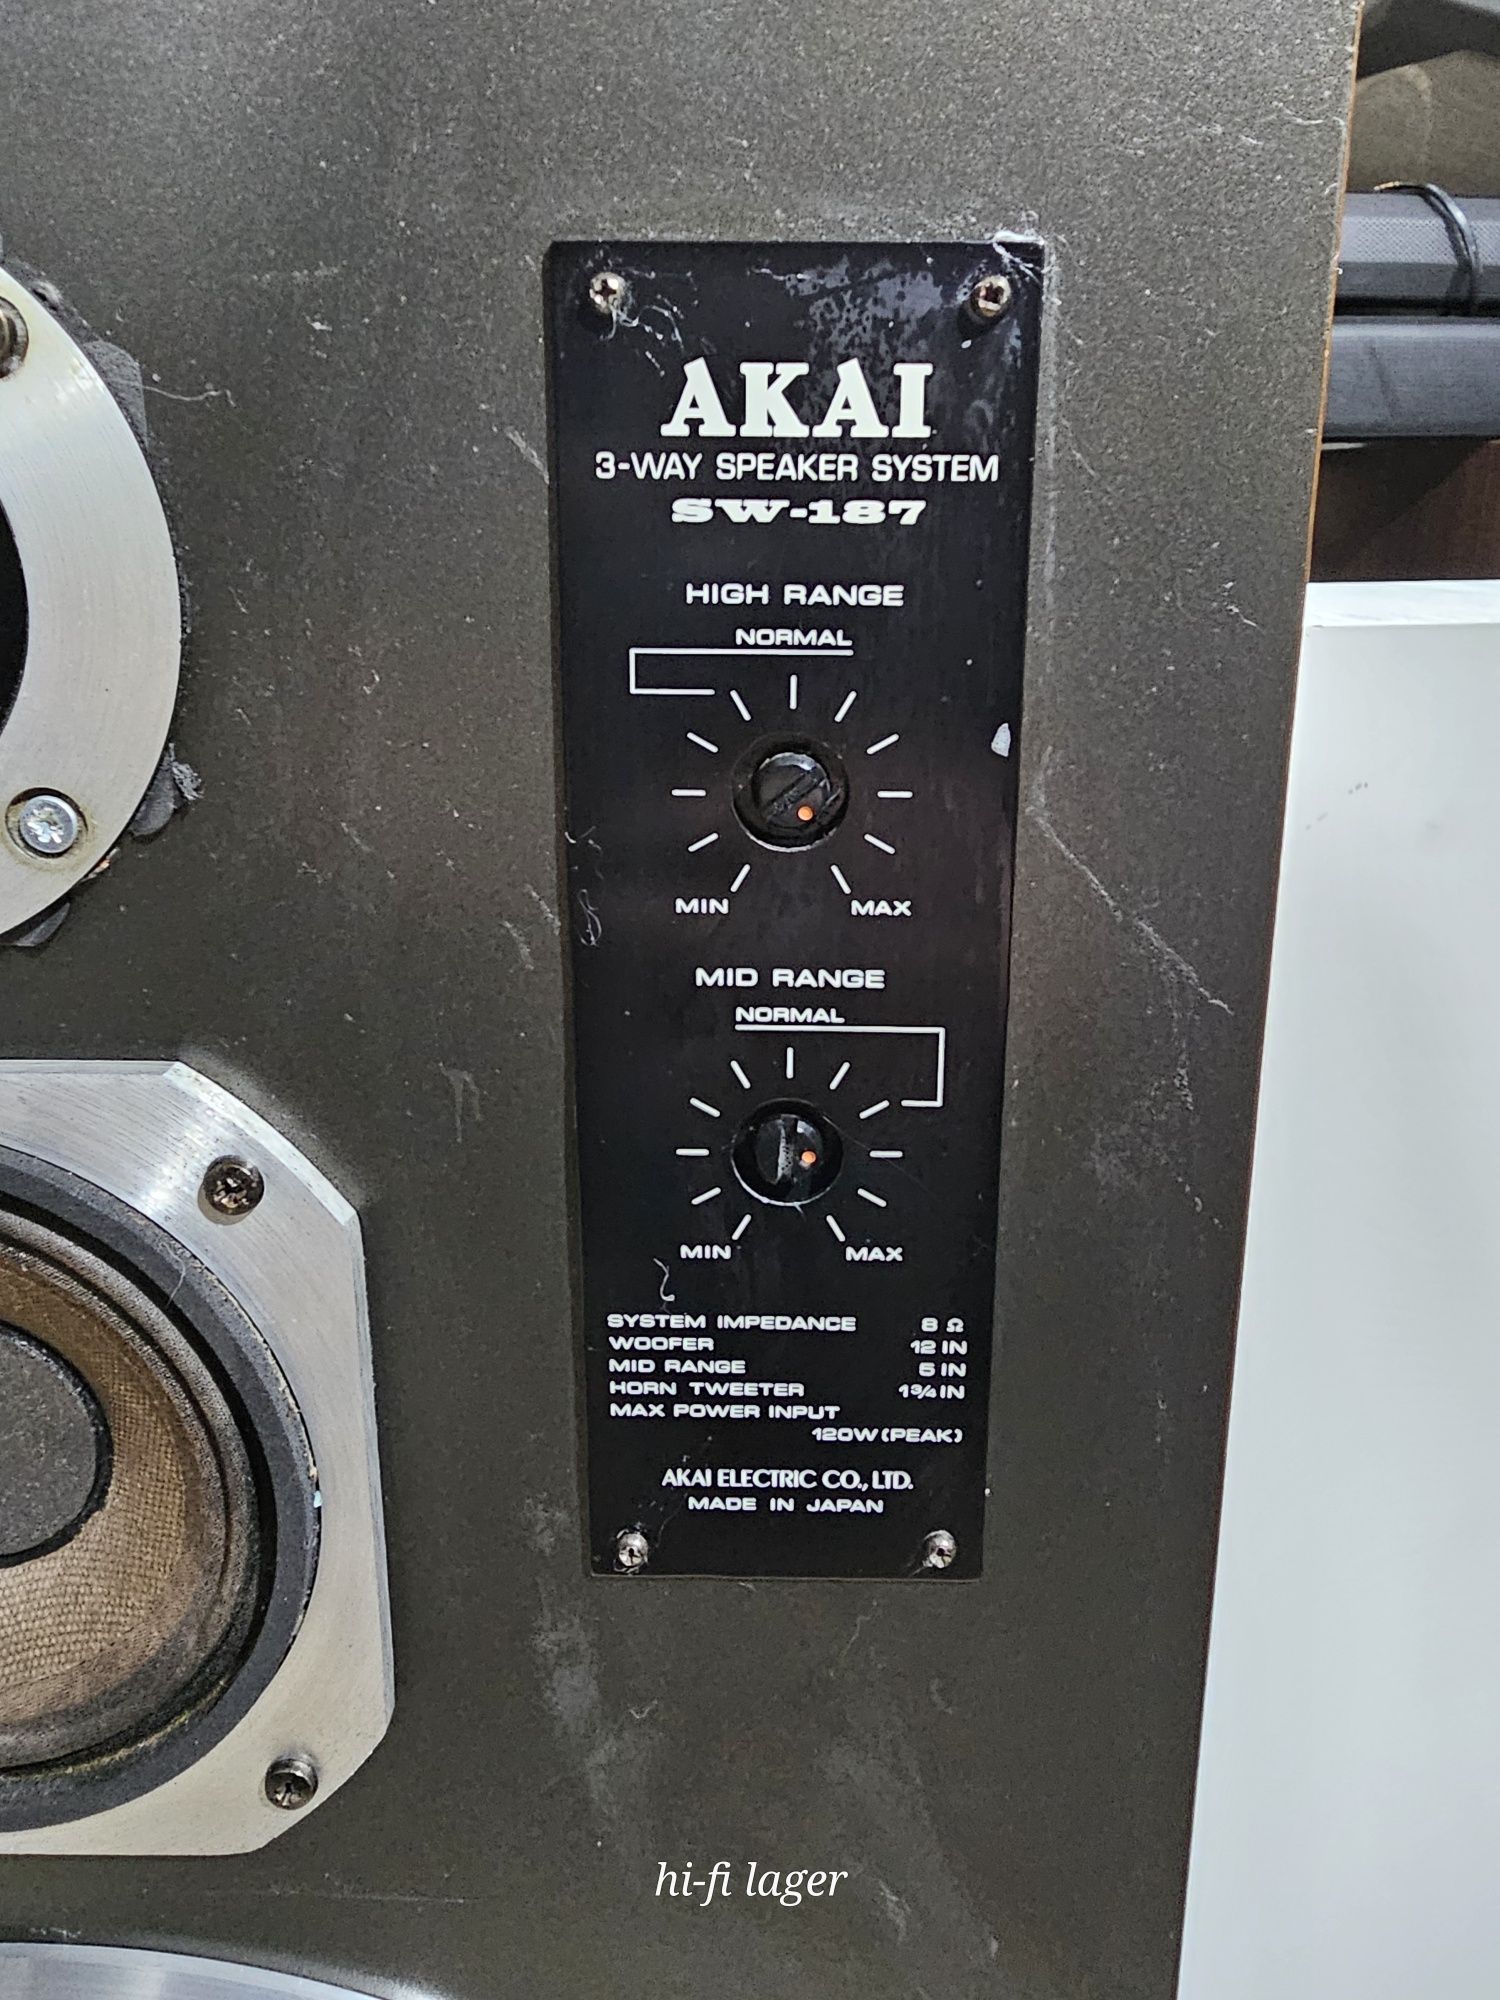 AKAI
3-WAY SPEAKER SYSTEM
SW-187
HIGH RANGE
NORMAL
MIN MAX
MID RANGE
NORMAL
MIN MAX
SYSTEM IMPEDANCE 8 Ω
WOOFER 12 IN
MID RANGE 5 IN
HORN TWEETER 1¾ IN
MAX POWER INPUT
120W (PEAK)
AKAI ELECTRIC CO., LTD.
MADE IN JAPAN
hi-fi lager